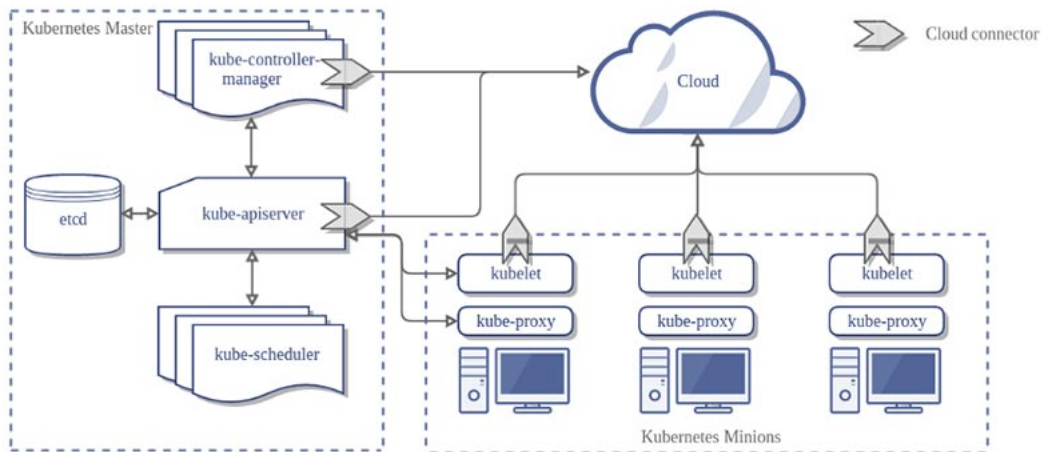 Kubernetes Master
kube-controller-
manager
Cloud
Cloud connector
etcd
kube-apiserver
kube-scheduler
kubelet
kubelet
kubelet
kube-proxy
kube-proxy
kube-proxy
Kubernetes Minions